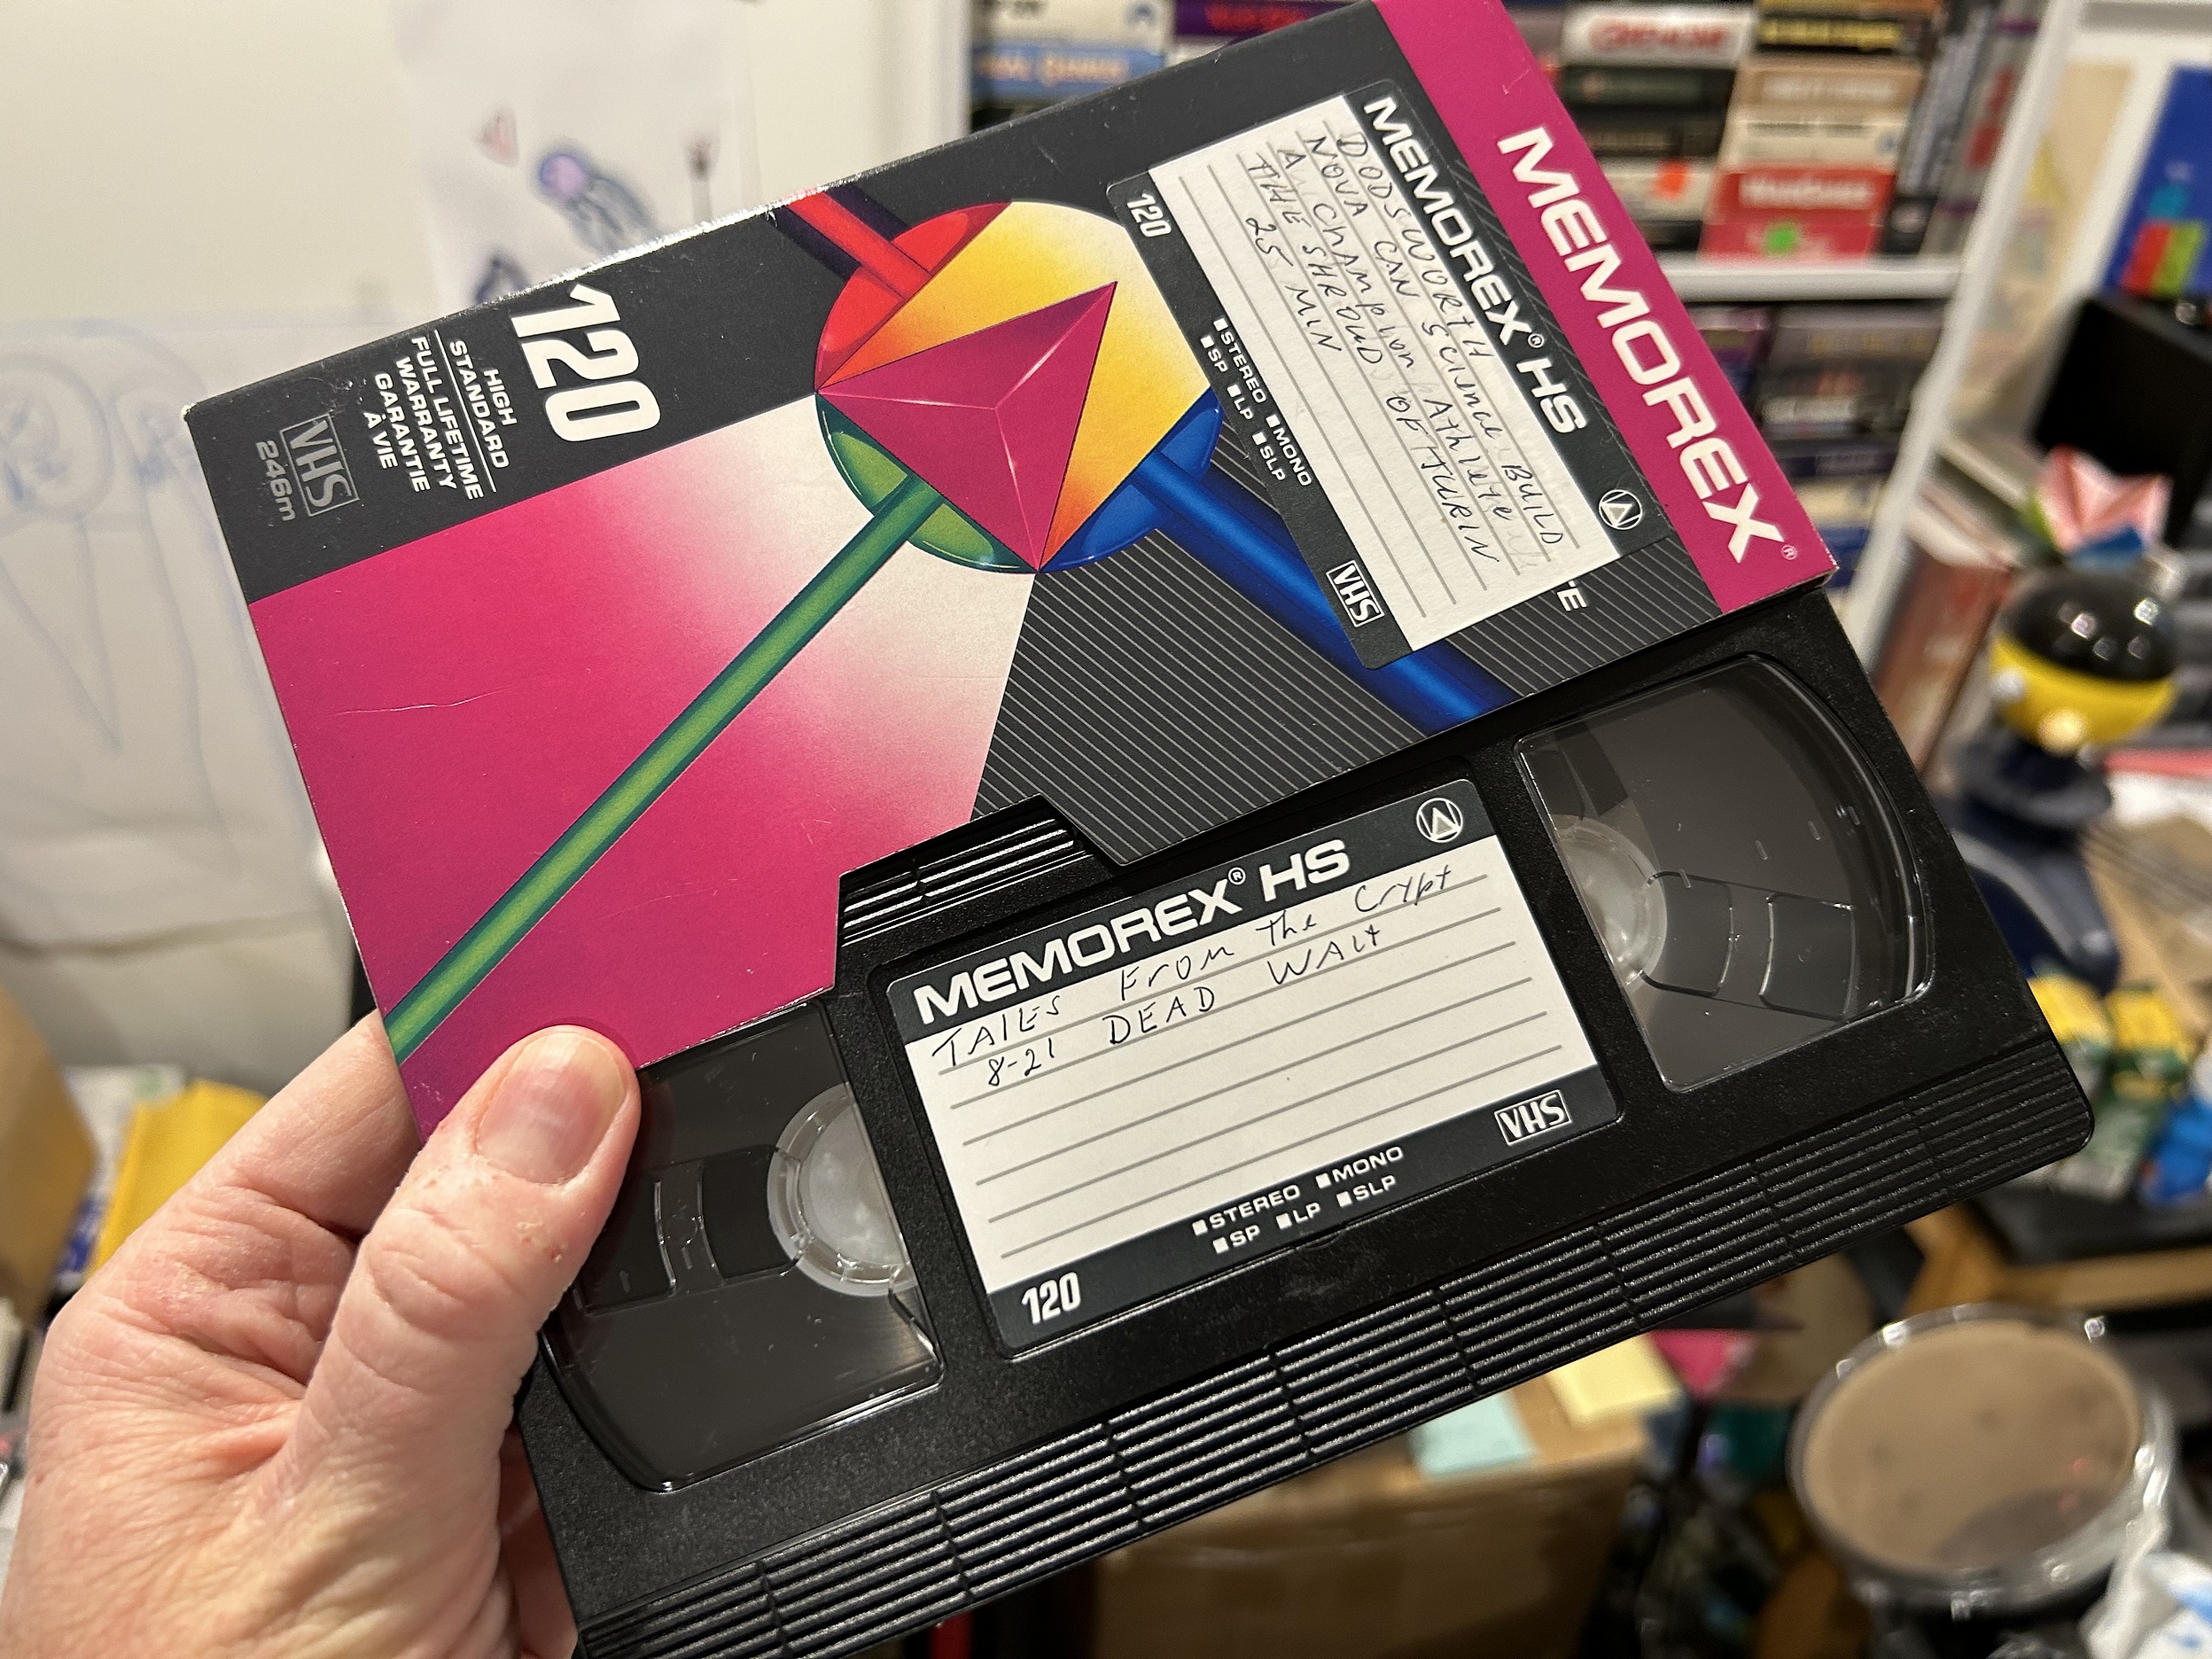 MEMOREX®
MEMOREX® HS
DODSWORTH
NOVA CAN SCIENCE BUILD
A CHAMPION AThlete
THE SHROUD OF TURIN
25 MIN
120
STEREO MONO
SP LP SLP
VHS
120
HIGH
STANDARD
FULL LIFETIME
WARRANTY
GARANTIE
À VIE
VHS
246m
MEMOREX® HS
TAlES From the Crypt
8-21 DEAD WAIt
STEREO MONO
SP LP SLP
VHS
120